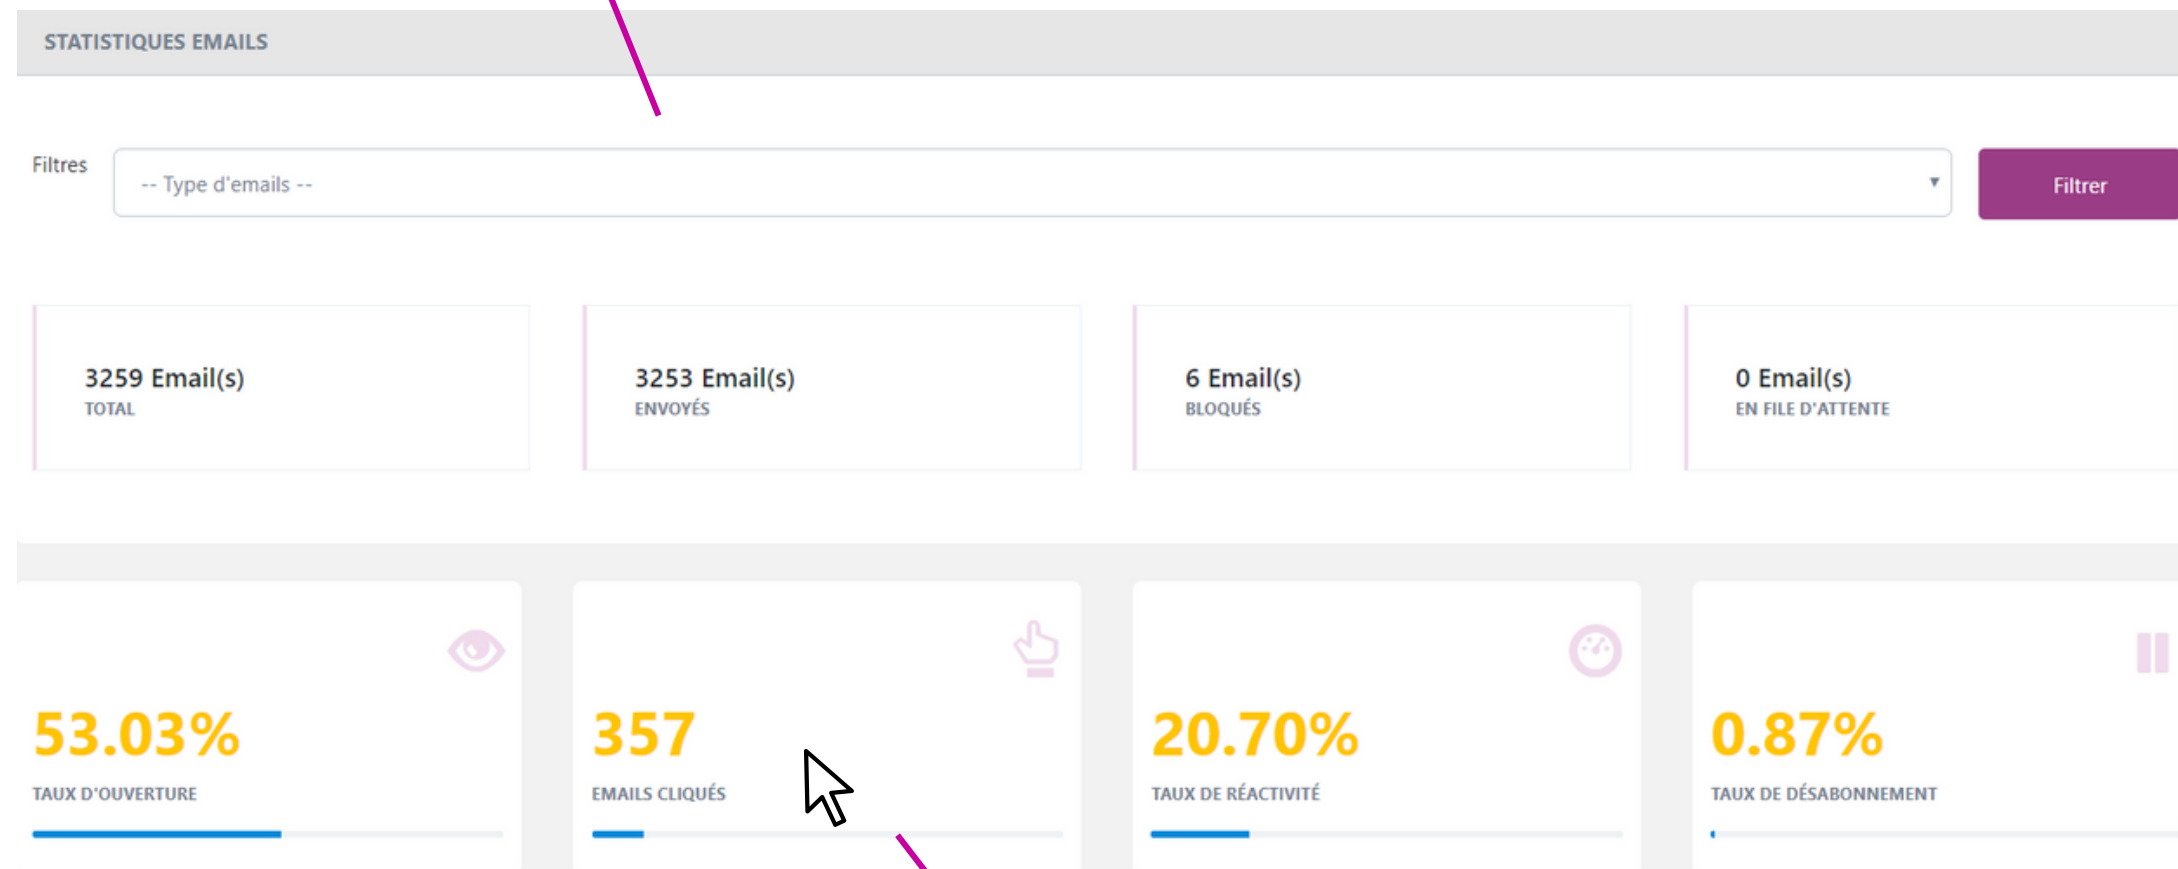 STATISTIQUES EMAILS
Filtres
-- Type d'emails --
Filtrer
3259 Email(s)
TOTAL
3253 Email(s)
ENVOYÉS
6 Email(s)
BLOQUÉS
0 Email(s)
EN FILE D'ATTENTE
53.03%
TAUX D'OUVERTURE
357
EMAILS CLIQUÉS
20.70%
TAUX DE RÉACTIVITÉ
0.87%
TAUX DE DÉSABONNEMENT